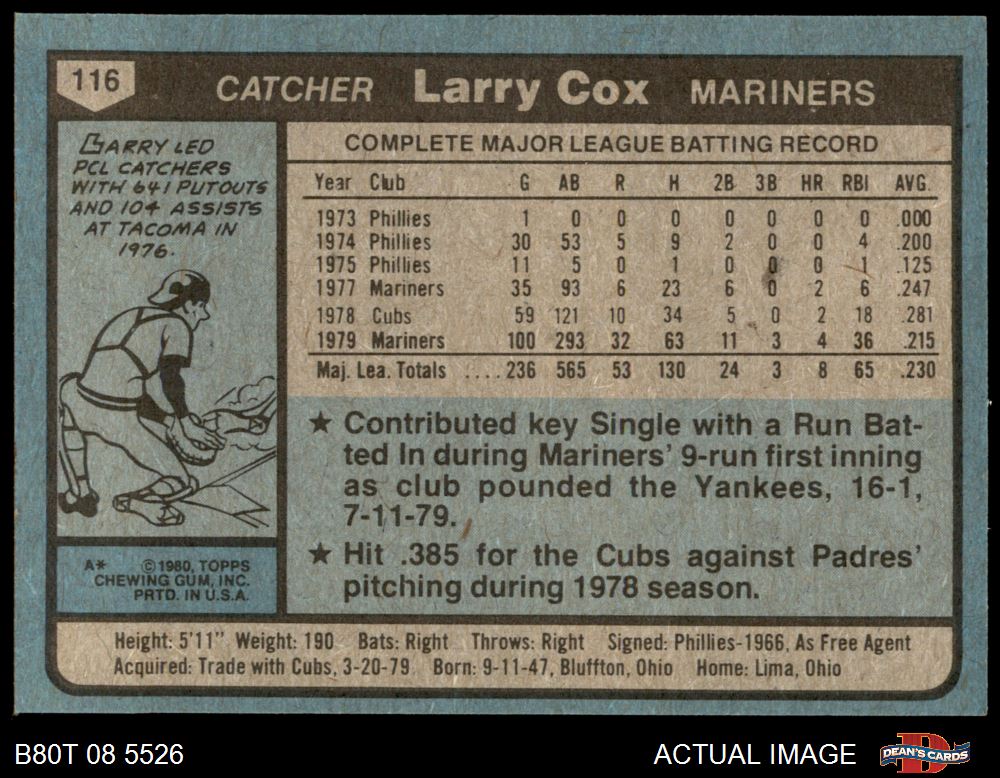 116 CATCHER Larry Cox MARINERS
LARRY LED
PCL CATCHERS
WITH 641 PUTOUTS
AND 104 ASSISTS
AT TACOMA IN
1976.
COMPLETE MAJOR LEAGUE BATTING RECORD
Year Club G AB R H 2B 3B HR RBI AVG.
1973 Phillies 1 0 0 0 0 0 0 0 .000
1974 Phillies 30 53 5 9 2 0 0 4 .200
1975 Phillies 11 5 0 1 0 0 0 1 .125
1977 Mariners 35 93 6 23 6 0 2 6 .247
1978 Cubs 59 121 10 34 5 0 2 18 .281
1979 Mariners 100 293 32 63 11 3 4 36 .215
Maj. Lea. Totals ....236 565 53 130 24 3 8 65 .230
★ Contributed key Single with a Run Bat-
ted In during Mariners' 9-run first inning
as club pounded the Yankees, 16-1,
7-11-79.
★ Hit .385 for the Cubs against Padres'
pitching during 1978 season.
A* ©1980, TOPPS
CHEWING GUM, INC.
PRTD. IN U.S.A.
Height: 5'11" Weight: 190 Bats: Right Throws: Right Signed: Phillies-1966, As Free Agent
Acquired: Trade with Cubs, 3-20-79 Born: 9-11-47, Bluffton, Ohio Home: Lima, Ohio
B80T 08 5526 ACTUAL IMAGE DEAN'S CARDS